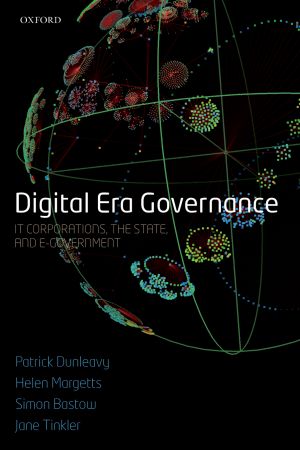 OXFORD
Digital Era Governance
IT CORPORATIONS, THE STATE,
AND E-GOVERNMENT
Patrick Dunleavy
Helen Margetts
Simon Bastow
Jane Tinkler